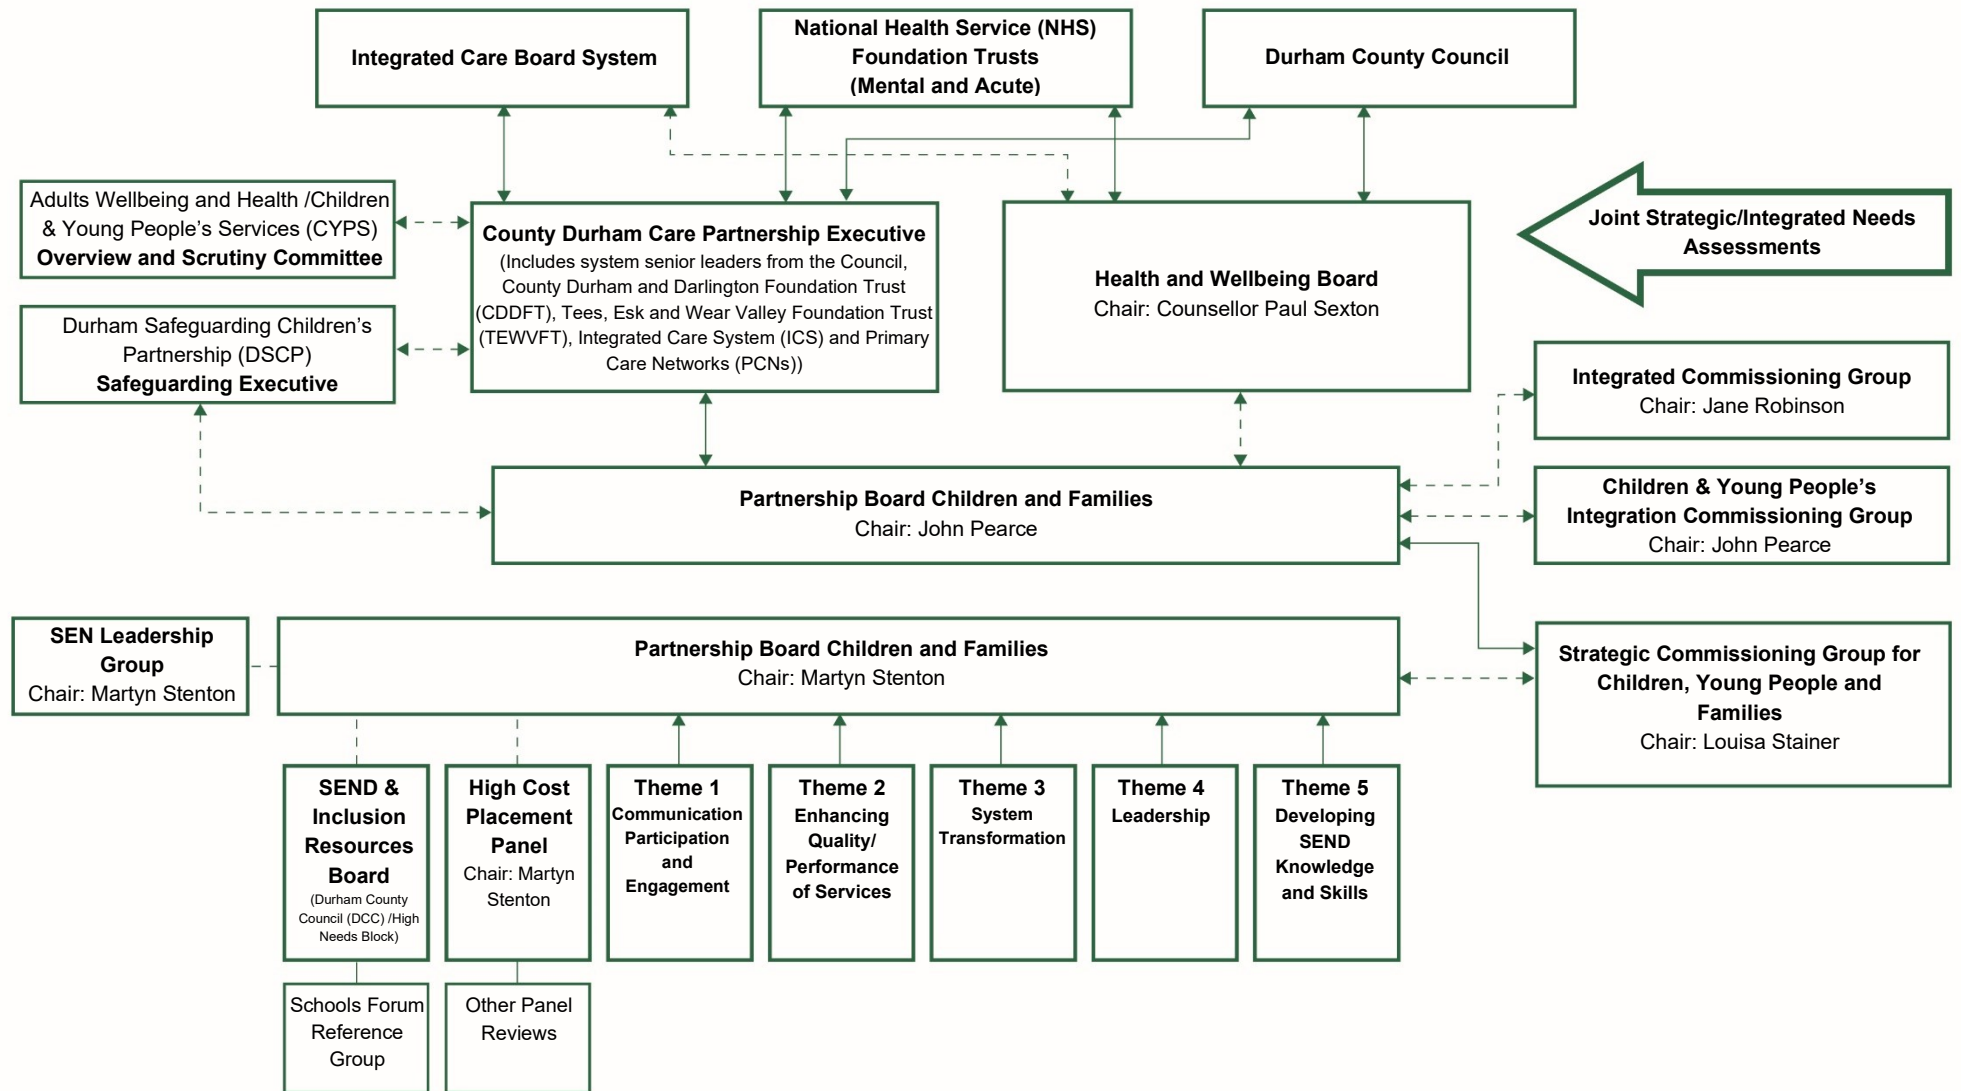 Integrated Care Board System
National Health Service (NHS)
Foundation Trusts
(Mental and Acute)
Durham County Council
Adults Wellbeing and Health /Children
& Young People's Services (CYPS)
Overview and Scrutiny Committee
County Durham Care Partnership Executive
(Includes system senior leaders from the Council,
County Durham and Darlington Foundation Trust
(CDDFT), Tees, Esk and Wear Valley Foundation Trust
(TEWVFT), Integrated Care System (ICS) and Primary
Care Networks (PCNs))
Health and Wellbeing Board
Chair: Counsellor Paul Sexton
Joint Strategic/Integrated Needs
Assessments
Durham Safeguarding Children's
Partnership (DSCP)
Safeguarding Executive
Integrated Commissioning Group
Chair: Jane Robinson
Partnership Board Children and Families
Chair: John Pearce
Children & Young People's
Integration Commissioning Group
Chair: John Pearce
SEN Leadership
Group
Chair: Martyn Stenton
Partnership Board Children and Families
Chair: Martyn Stenton
Strategic Commissioning Group for
Children, Young People and
Families
Chair: Louisa Stainer
SEND &
Inclusion
Resources
Board
(Durham County
Council (DCC) /High
Needs Block)
High Cost
Placement
Panel
Chair: Martyn
Stenton
Theme 1
Communication
Participation
and
Engagement
Theme 2
Enhancing
Quality/
Performance
of Services
Theme 3
System
Transformation
Theme 4
Leadership
Theme 5
Developing
SEND
Knowledge
and Skills
Schools Forum
Reference
Group
Other Panel
Reviews